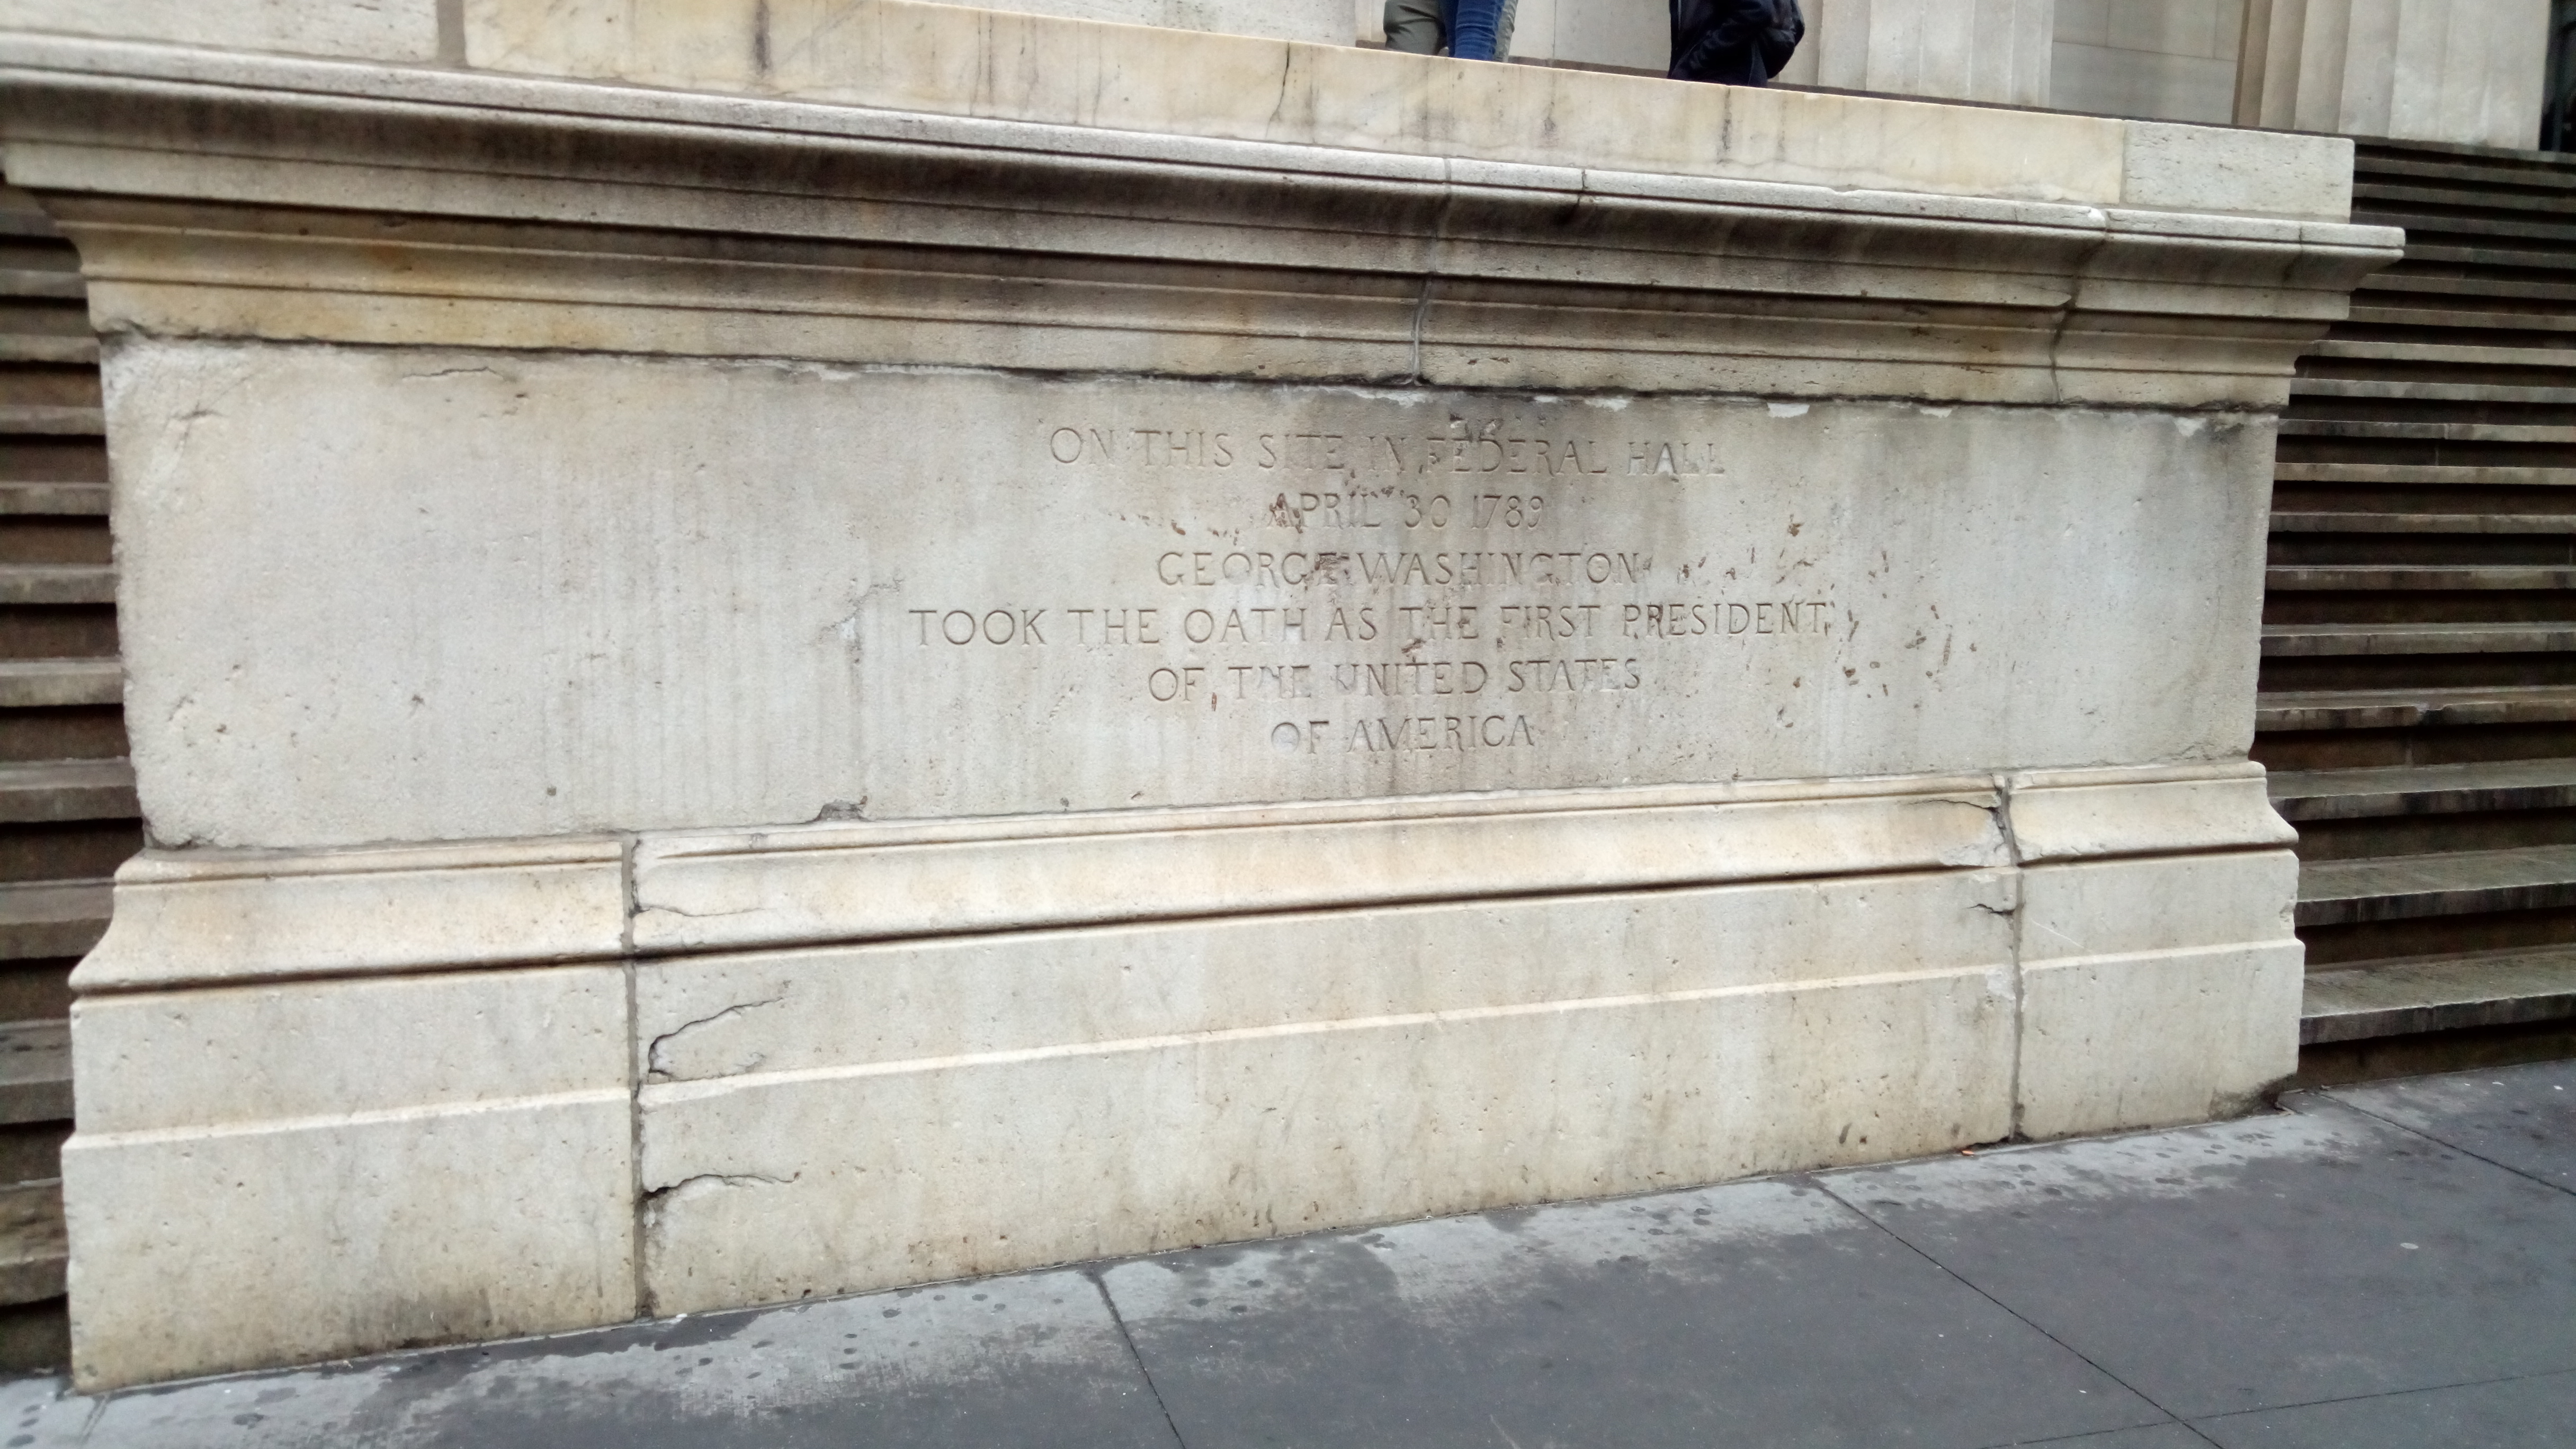 ON THIS SITE IN FEDERAL HALL
APRIL 30 1789
GEORGE WASHINGTON
TOOK THE OATH AS THE FIRST PRESIDENT
OF THE UNITED STATES
OF AMERICA